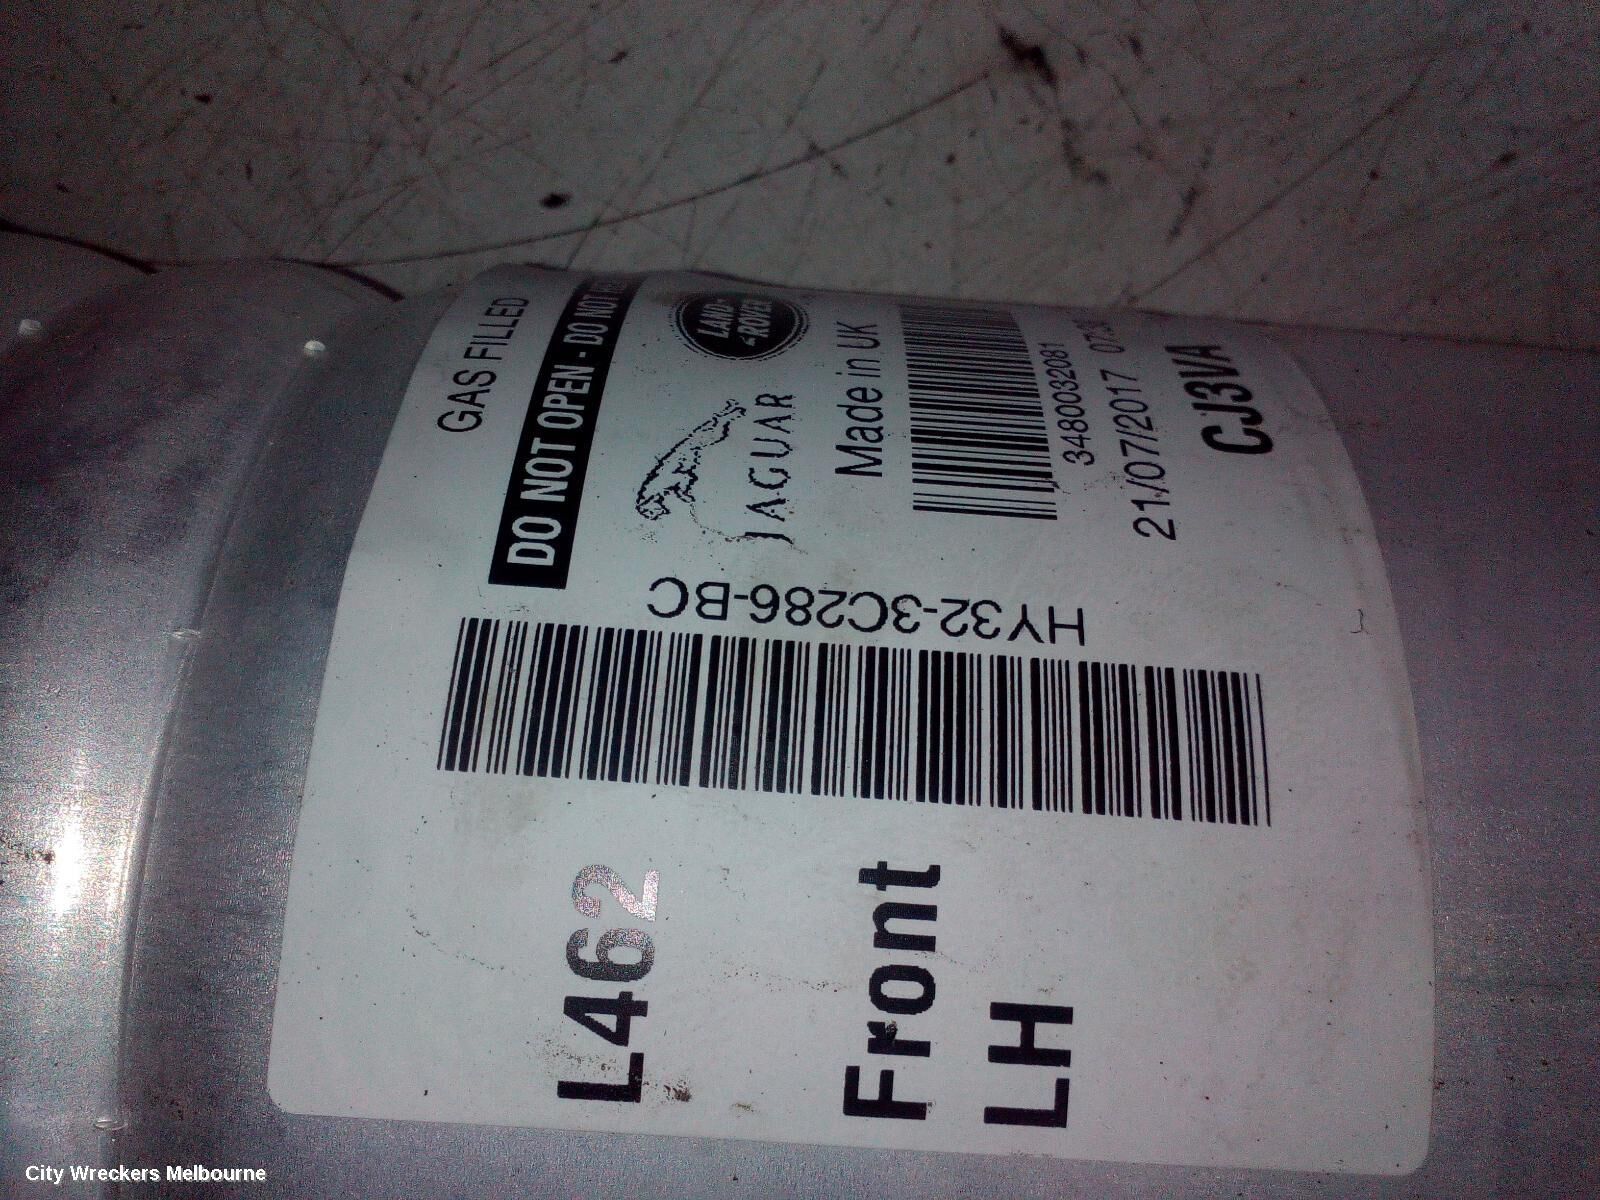 GAS FILLED
DO NOT OPEN - DO NOT
LAND-
-ROVER
JAGUAR
Made in UK
3480032081
21/07/2017
CJ3VA
HY32-3C286-BC
L462
Front
LH
City Wreckers Melbourne